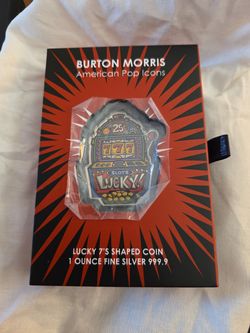 BURTON MORRIS
American Pop Icons
25
777
SLOTS
LUCKY!
LUCKY 7'S SHAPED COIN
1 OUNCE FINE SILVER 999.9